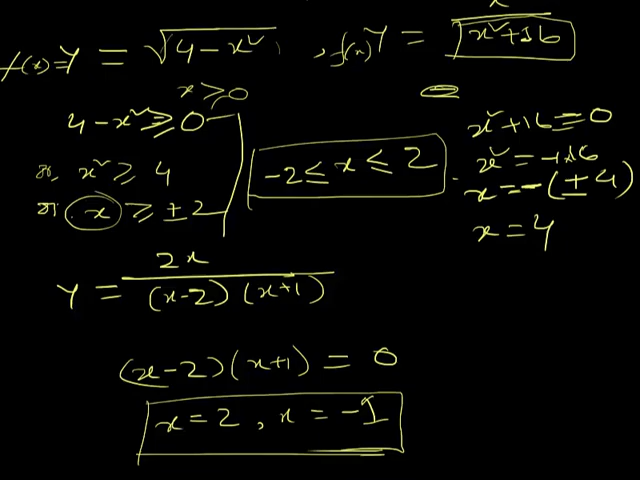 f(x)=Y = √4-x² , f(x) Y = x/x²+16
x ≥ 0
4-x² ≥ 0
বা, x² ≥ 4
বা x ≥ ±2
-2 ≤ x ≤ 2
x²+16 = 0
x² = -16
x = -(±4)
x = 4
Y = 2x/(x-2) (x+1)
(x-2) (x+1) = 0
x = 2 , x = -1